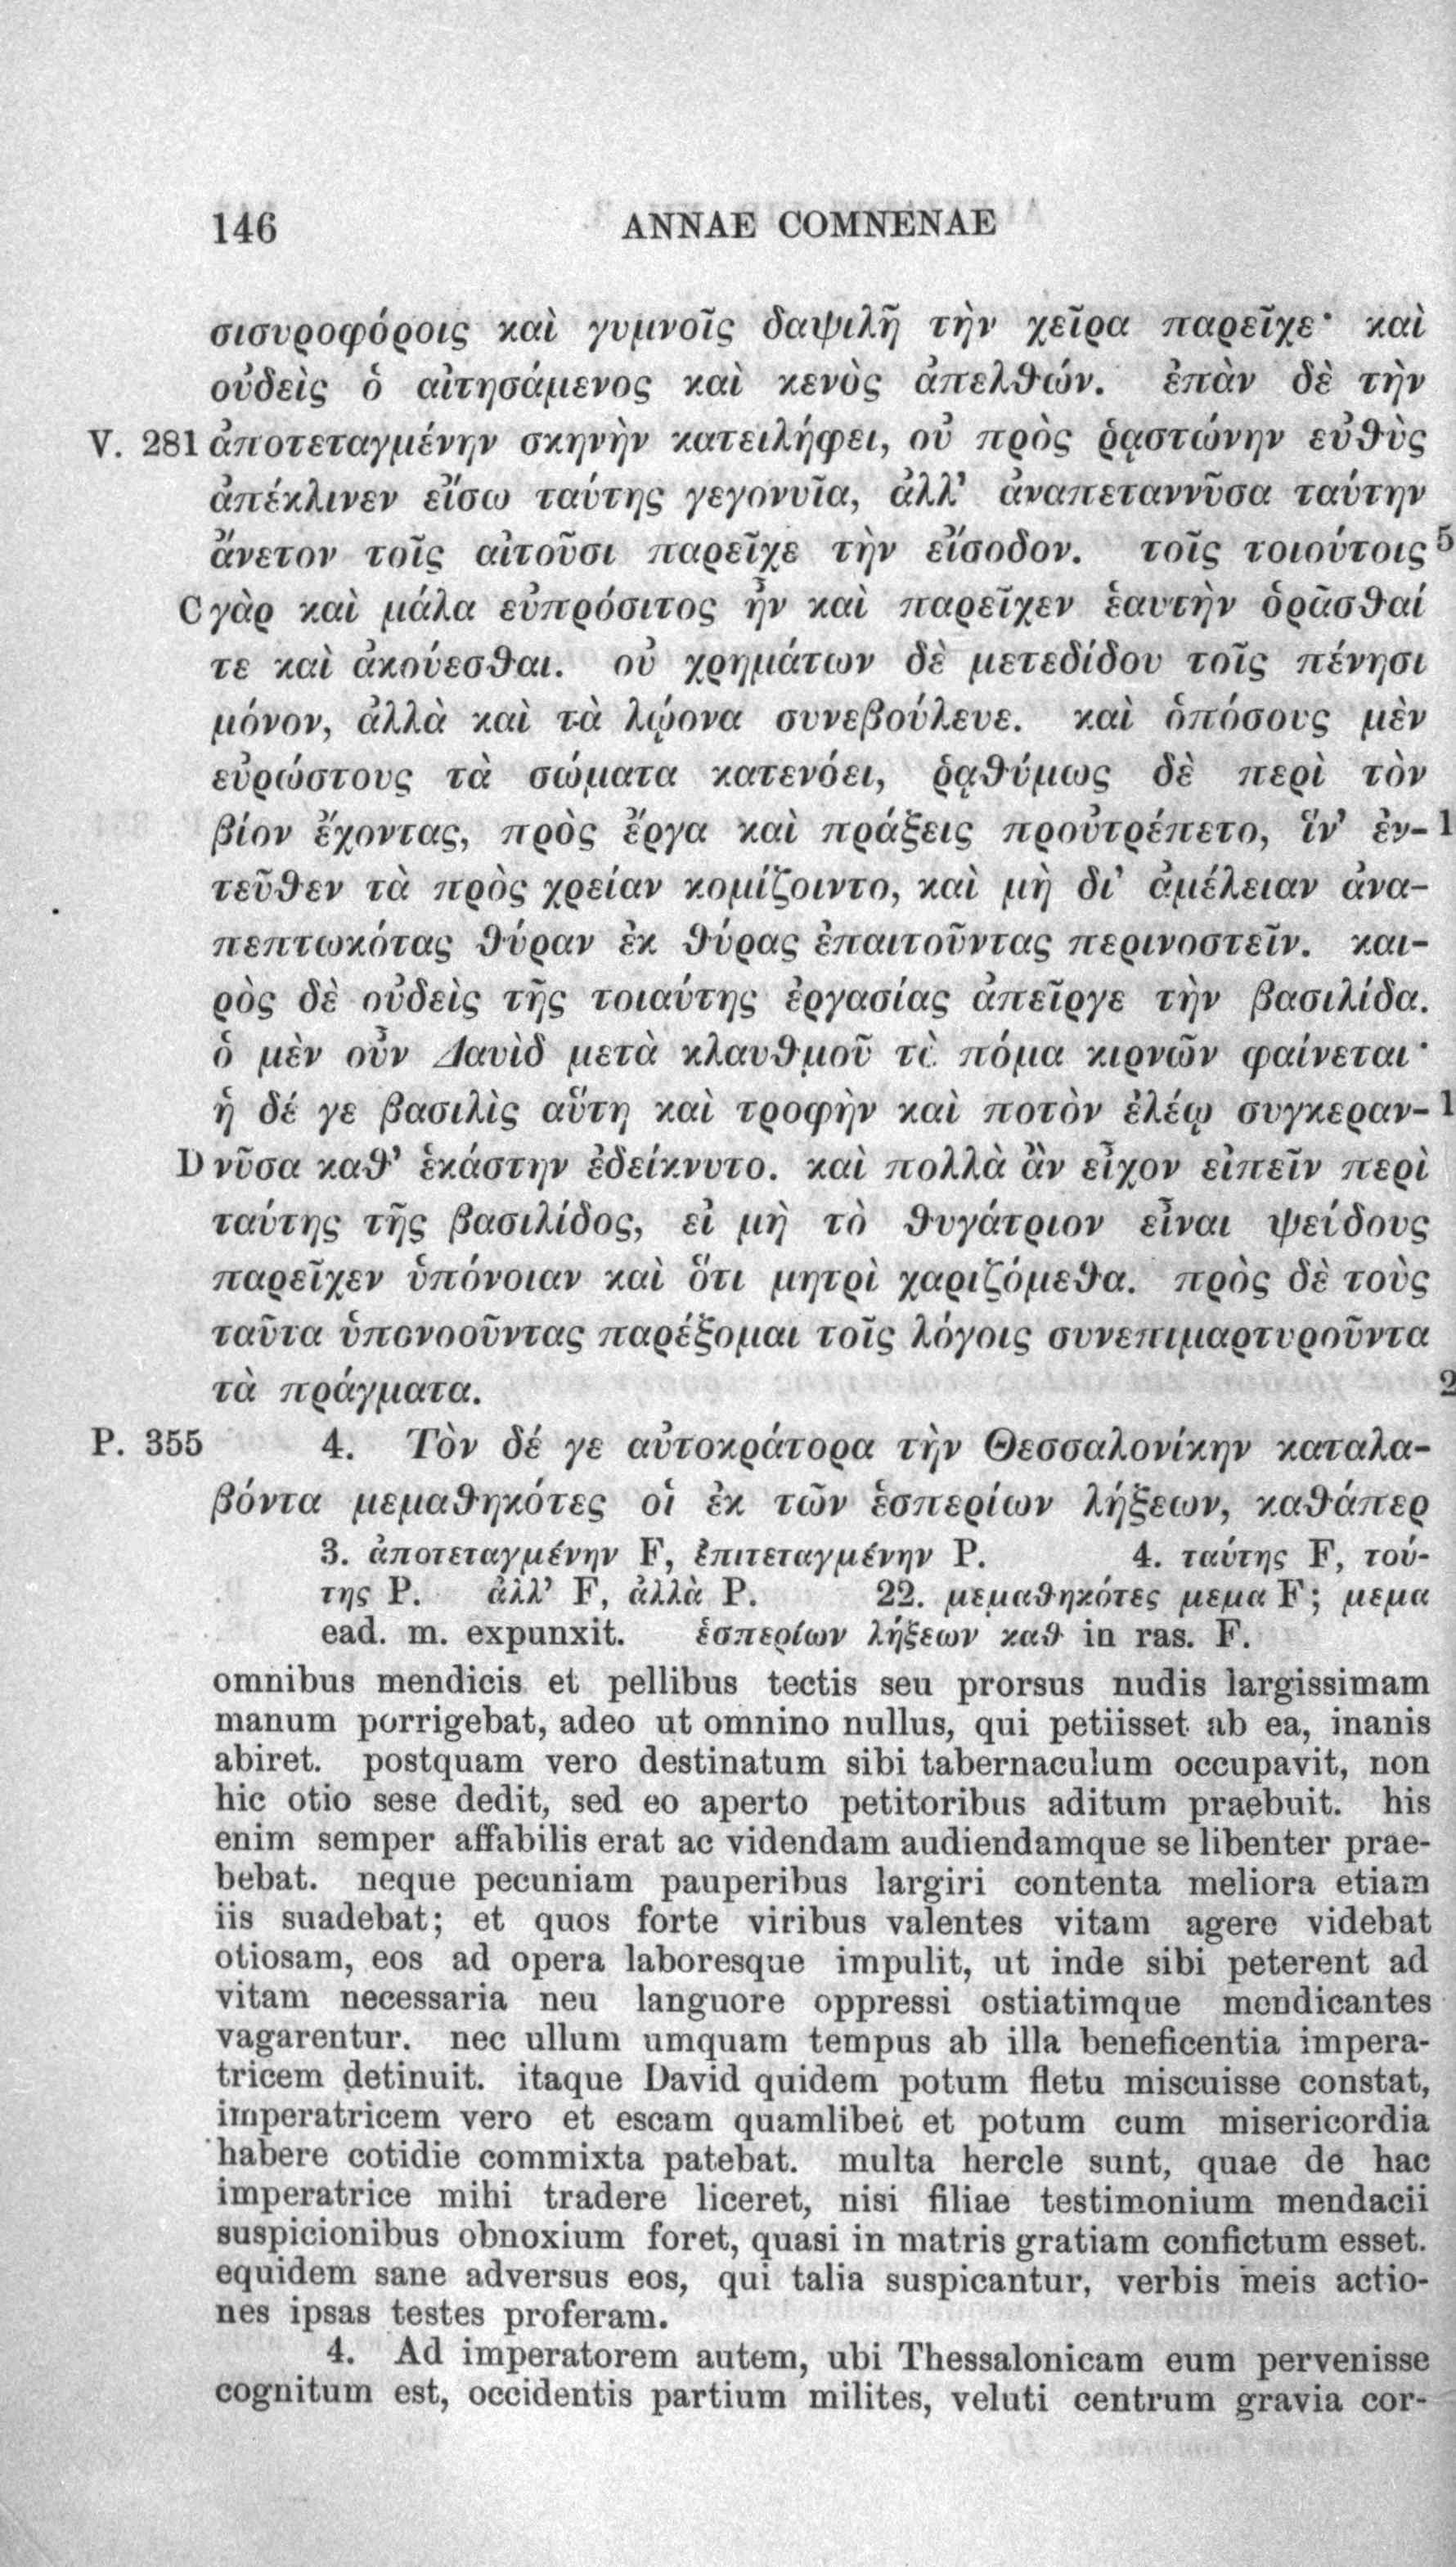 146 ANNAE COMNENAE
σισυροφόροις καὶ γυμνοῖς δαψιλῆ τὴν χεῖρα παρεῖχε· καὶ
οὐδεὶς ὁ αἰτησάμενος καὶ κενὸς ἀπελθών. ἐπὰν δὲ τὴν
V. 281 ἀποτεταγμένην σκηνὴν κατειλήφει, οὐ πρὸς ῥᾳστώνην εὐθὺς
ἀπέκλινεν εἴσω ταύτης γεγονυῖα, ἀλλ' ἀναπεταννῦσα ταύτην
ἄνετον τοῖς αἰτοῦσι παρεῖχε τὴν εἴσοδον. τοῖς τοιούτοις 5
C γὰρ καὶ μάλα εὐπρόσιτος ἦν καὶ παρεῖχεν ἑαυτὴν ὁρᾶσθαί
τε καὶ ἀκούεσθαι. οὐ χρημάτων δὲ μετεδίδου τοῖς πένησι
μόνον, ἀλλὰ καὶ τὰ λῴονα συνεβούλευε. καὶ ὁπόσους μὲν
εὐρώστους τὰ σώματα κατενόει, ῥᾳθύμως δὲ περὶ τὸν
βίον ἔχοντας, πρὸς ἔργα καὶ πράξεις προὐτρέπετο, ἵν' ἐν- 1
τεῦθεν τὰ πρὸς χρείαν κομίζοιντο, καὶ μὴ δι' ἀμέλειαν ἀνα-
πεπτωκότας θύραν ἐκ θύρας ἐπαιτοῦντας περινοστεῖν. και-
ρὸς δὲ οὐδεὶς τῆς τοιαύτης ἐργασίας ἀπεῖργε τὴν βασιλίδα.
ὁ μὲν οὖν Δαυὶδ μετὰ κλαυθμοῦ τὸ πόμα κιρνῶν φαίνεται·
ἡ δέ γε βασιλὶς αὕτη καὶ τροφὴν καὶ ποτὸν ἐλέῳ συγκεραν- 1
D νῦσα καθ' ἑκάστην ἐδείκνυτο. καὶ πολλὰ ἂν εἶχον εἰπεῖν περὶ
ταύτης τῆς βασιλίδος, εἰ μὴ τὸ θυγάτριον εἶναι ψείδους
παρεῖχεν ὑπόνοιαν καὶ ὅτι μητρὶ χαριζόμεθα. πρὸς δὲ τοὺς
ταῦτα ὑπονοοῦντας παρέξομαι τοῖς λόγοις συνεπιμαρτυροῦντα
τὰ πράγματα. 2
P. 355 4. Τὸν δέ γε αὐτοκράτορα τὴν Θεσσαλονίκην καταλα-
βόντα μεμαθηκότες οἱ ἐκ τῶν ἑσπερίων λήξεων, καθάπερ
3. ἀποτεταγμένην F, ἐπιτεταγμένην P. 4. ταύτης F, τού-
της P. ἀλλ' F, ἀλλὰ P. 22. μεμαθηκότες μεμα F; μεμα
ead. m. expunxit. ἑσπερίων λήξεων καθ in ras. F.
omnibus mendicis et pellibus tectis seu prorsus nudis largissimam
manum porrigebat, adeo ut omnino nullus, qui petiisset ab ea, inanis
abiret. postquam vero destinatum sibi tabernaculum occupavit, non
hic otio sese dedit, sed eo aperto petitoribus aditum praebuit. his
enim semper affabilis erat ac videndam audiendamque se libenter prae-
bebat. neque pecuniam pauperibus largiri contenta meliora etiam
iis suadebat; et quos forte viribus valentes vitam agere videbat
otiosam, eos ad opera laboresque impulit, ut inde sibi peterent ad
vitam necessaria neu languore oppressi ostiatimque mendicantes
vagarentur. nec ullum umquam tempus ab illa beneficentia impera-
tricem detinuit. itaque David quidem potum fletu miscuisse constat,
imperatricem vero et escam quamlibet et potum cum misericordia
habere cotidie commixta patebat. multa hercle sunt, quae de hac
imperatrice mihi tradere liceret, nisi filiae testimonium mendacii
suspicionibus obnoxium foret, quasi in matris gratiam confictum esset.
equidem sane adversus eos, qui talia suspicantur, verbis meis actio-
nes ipsas testes proferam.
4. Ad imperatorem autem, ubi Thessalonicam eum pervenisse
cognitum est, occidentis partium milites, veluti centrum gravia cor-